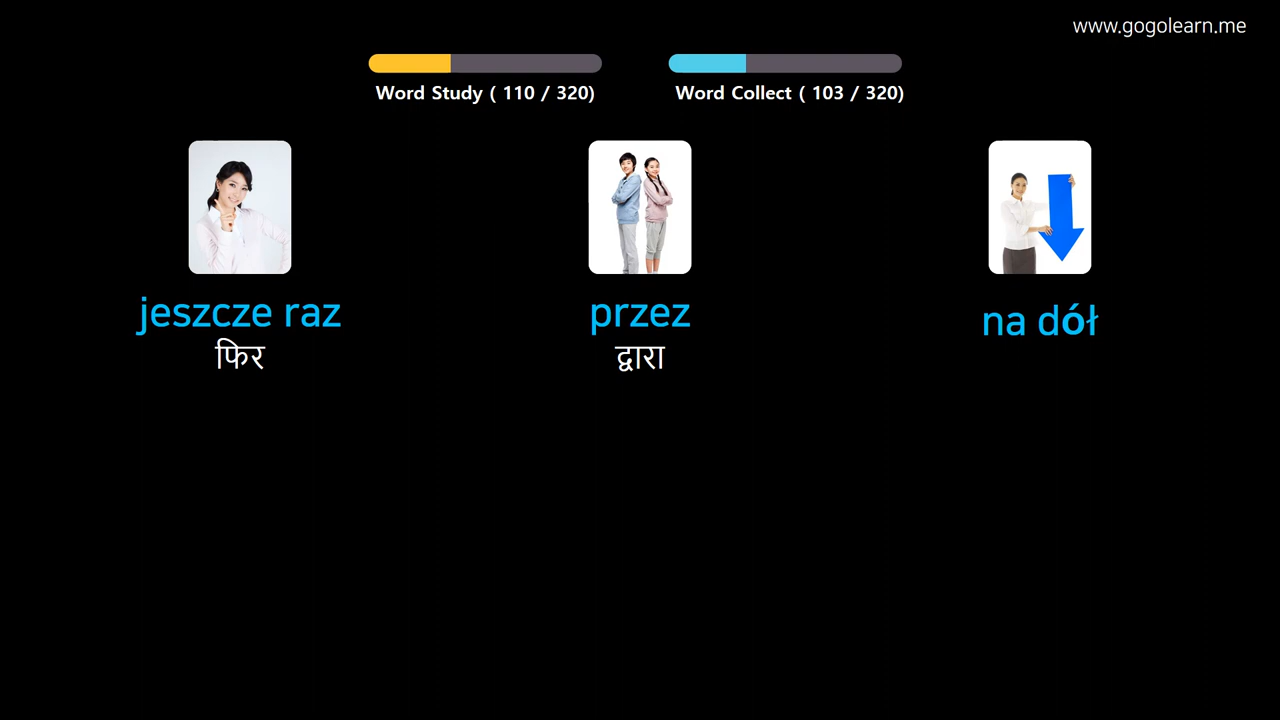 www.gogolearn.me
Word Study ( 110 / 320)
Word Collect ( 103 / 320)
jeszcze raz
फिर
przez
द्वारा
na dół